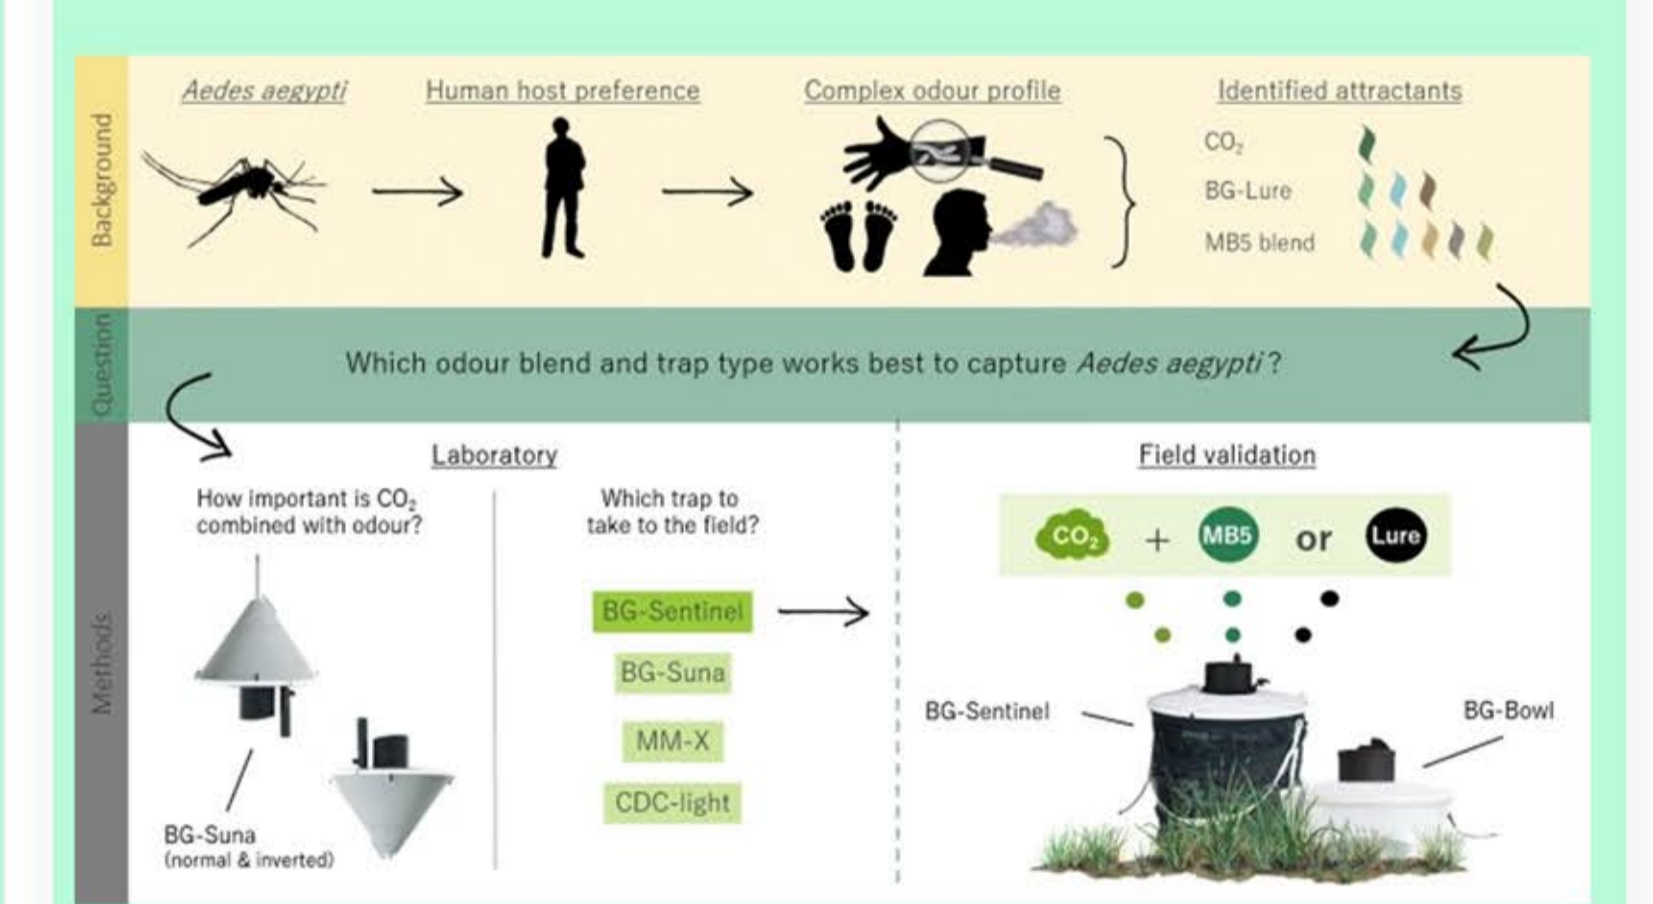 Background
Aedes aegypti
Human host preference
Complex odour profile
Identified attractants
CO₂
BG-Lure
MB5 blend
Question
Which odour blend and trap type works best to capture Aedes aegypti?
Methods
Laboratory
How important is CO₂
combined with odour?
BG-Suna
(normal & inverted)
Which trap to
take to the field?
BG-Sentinel
BG-Suna
MM-X
CDC-light
Field validation
CO₂ + MB5 or Lure
BG-Sentinel
BG-Bowl